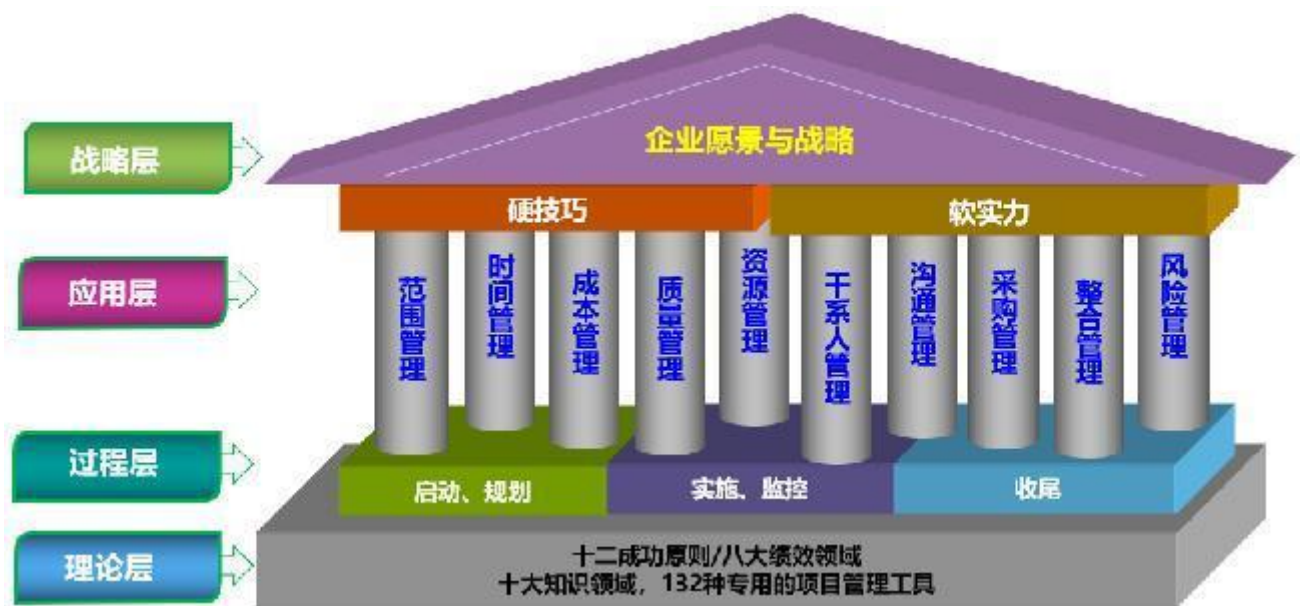 企业愿景与战略
战略层
硬技巧
软实力
应用层
范围管理
时间管理
成本管理
质量管理
资源管理
干系人管理
沟通管理
采购管理
整合管理
风险管理
过程层
启动、规划
实施、监控
收尾
理论层
十二成功原则/八大绩效领域
十大知识领域，132种专用的项目管理工具